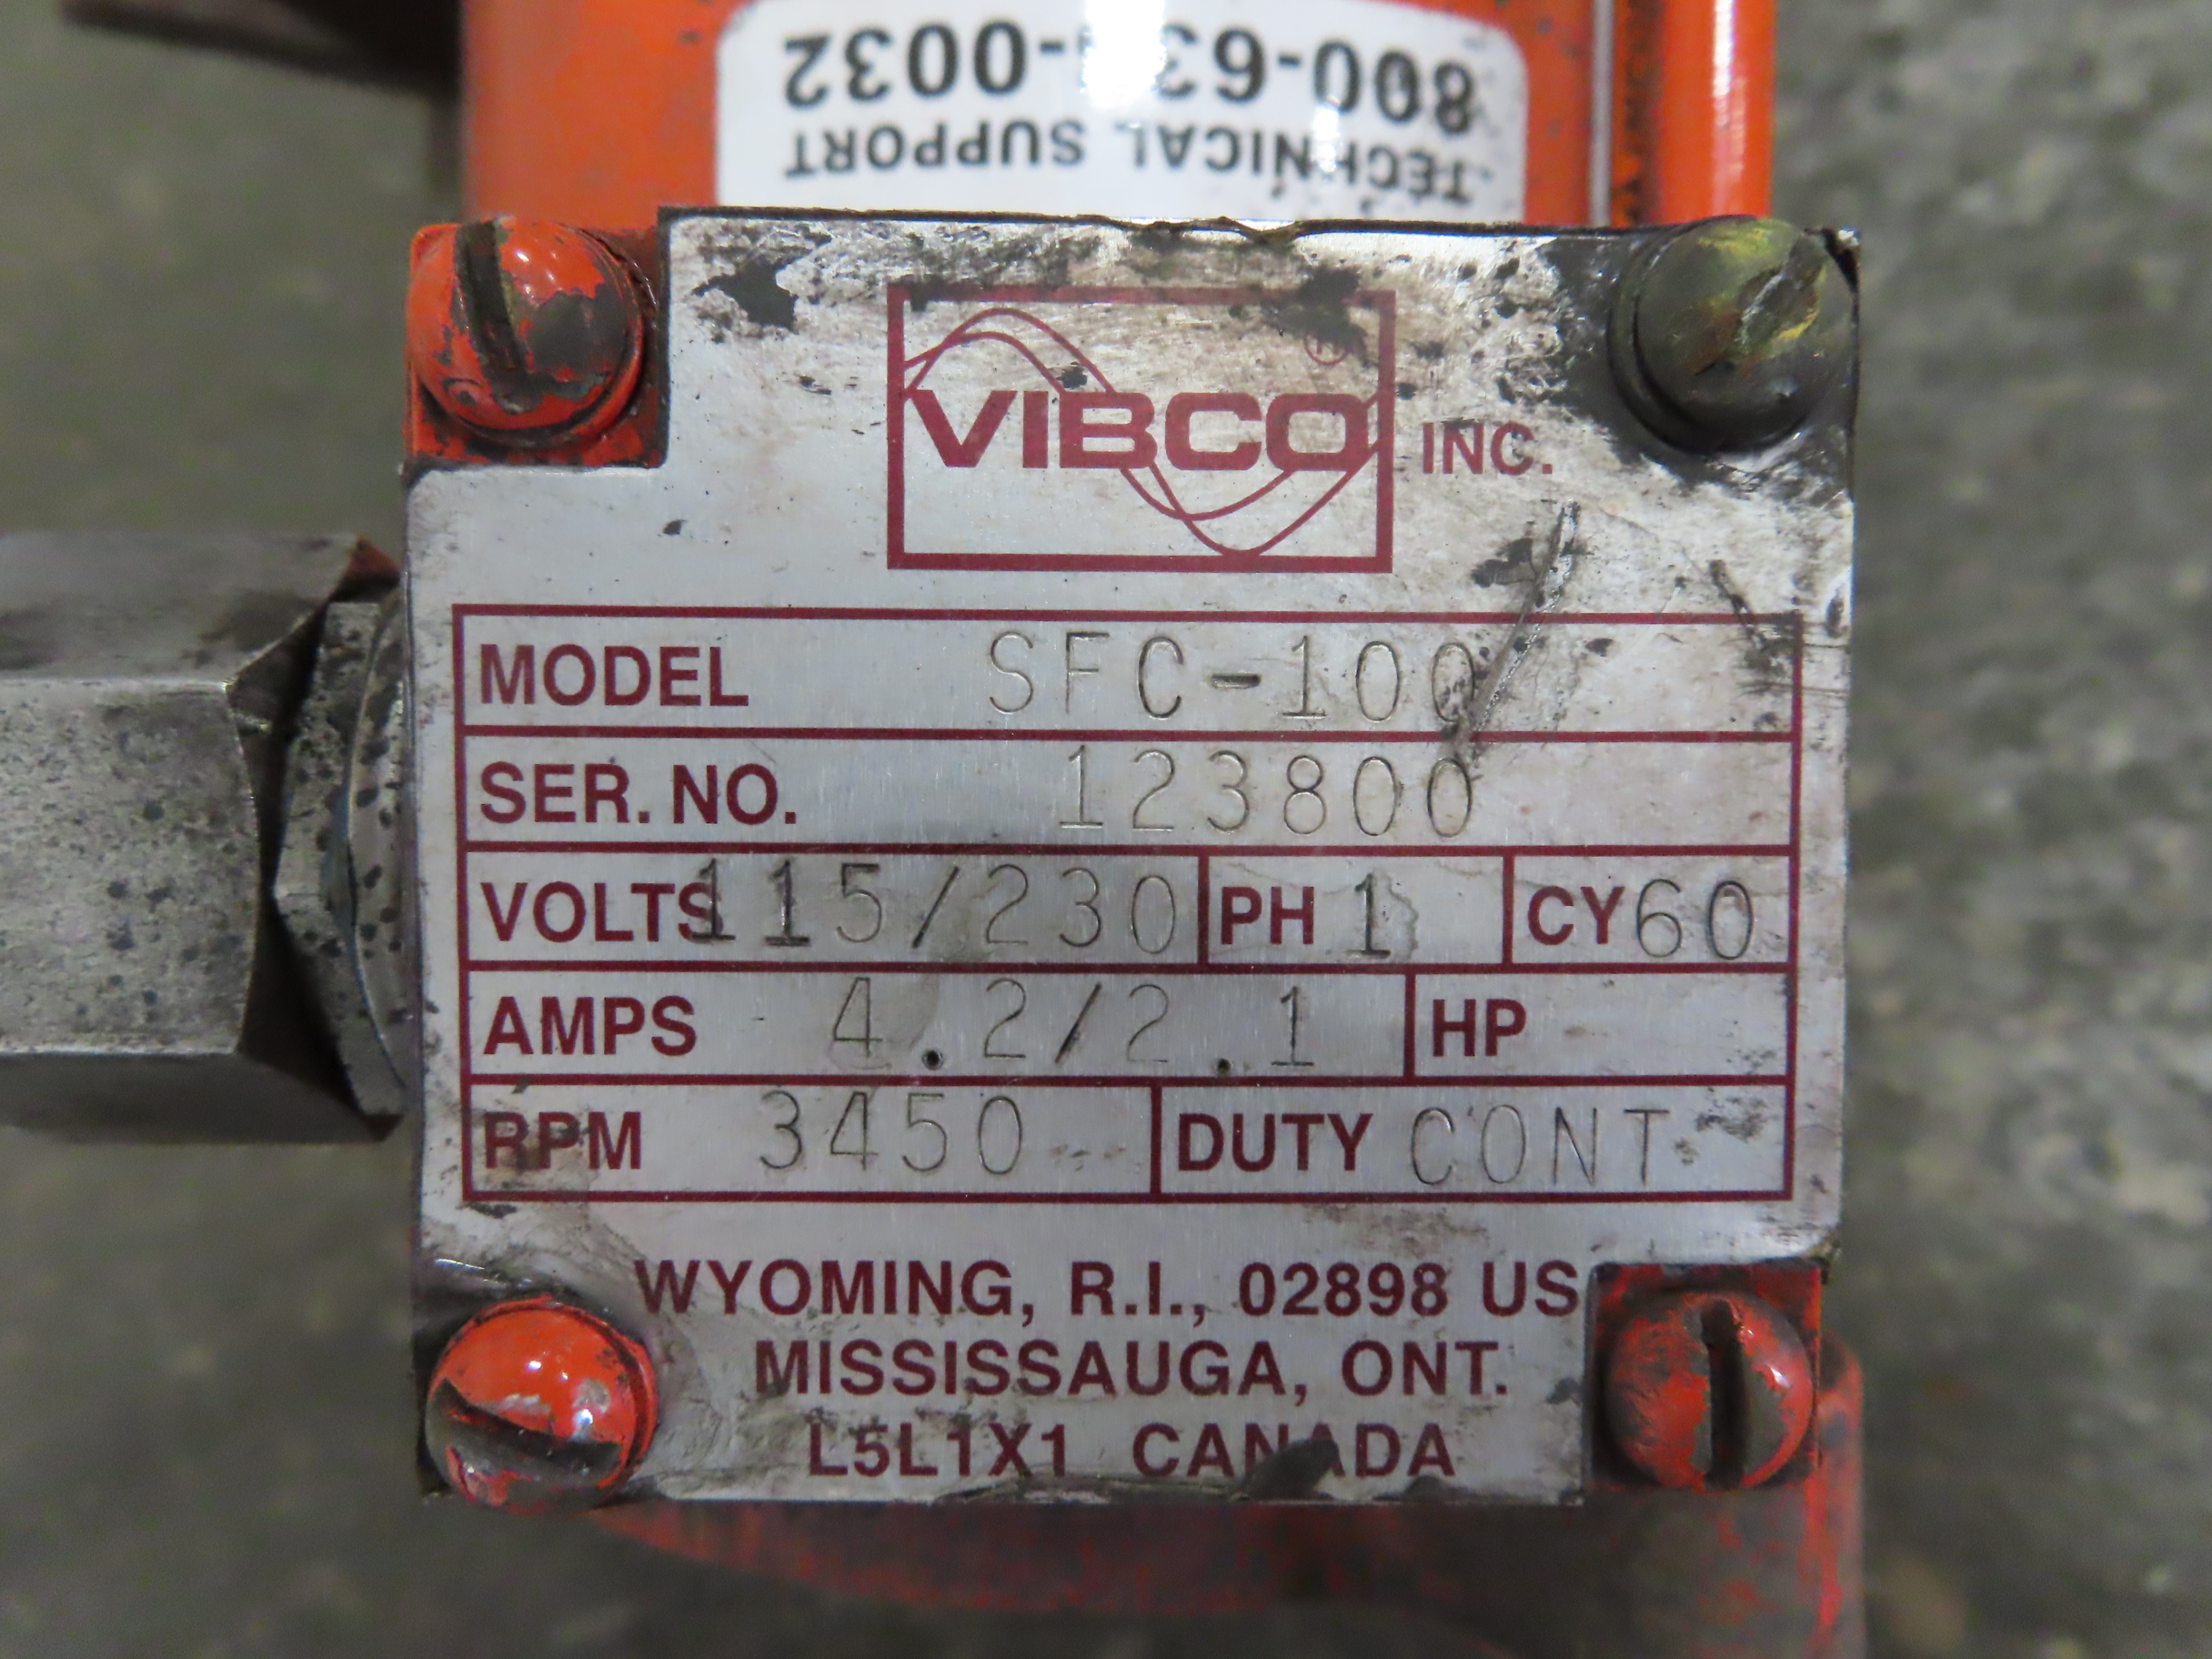 TECHNICAL SUPPORT
VIBCO ® INC.
MODEL SFC-100
SER. NO. 123800
VOLTS 115/230 PH 1 CY 60
AMPS 4.2/2.1 HP
RPM 3450 DUTY CONT
WYOMING, R.I., 02898 US
MISSISSAUGA, ONT.
L5L1X1 CANADA